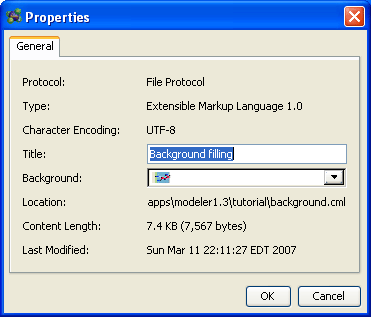 Properties
General
Protocol: File Protocol
Type: Extensible Markup Language 1.0
Character Encoding: UTF-8
Title: Background filling
Background:
Location: apps\modeler1.3\tutorial\background.cml
Content Length: 7.4 KB (7,567 bytes)
Last Modified: Sun Mar 11 22:11:27 EDT 2007
OK Cancel